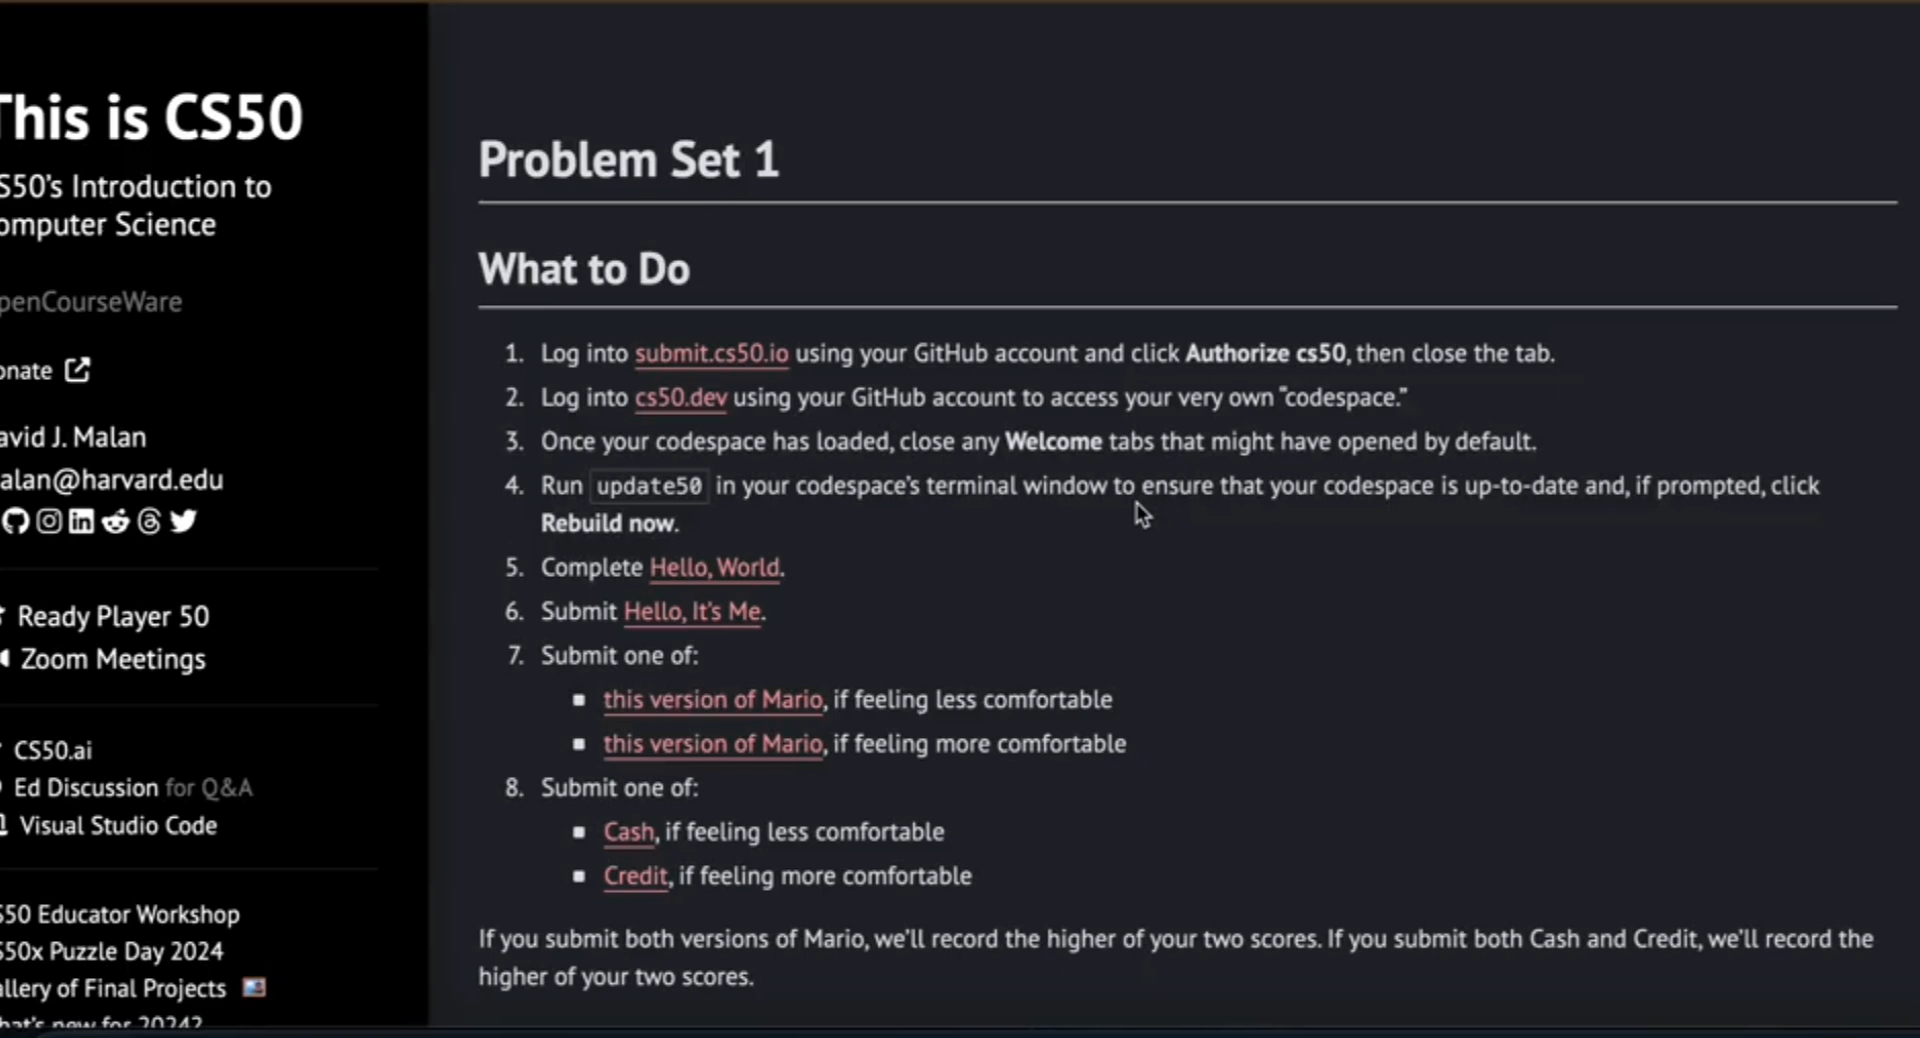 This is CS50
S50's Introduction to
omputer Science
penCourseWare
onate
avid J. Malan
alan@harvard.edu
Ready Player 50
Zoom Meetings
CS50.ai
Ed Discussion for Q&A
Visual Studio Code
S50 Educator Workshop
S50x Puzzle Day 2024
allery of Final Projects
hat's new for 2024?
Problem Set 1
What to Do
1. Log into submit.cs50.io using your GitHub account and click Authorize cs50, then close the tab.
2. Log into cs50.dev using your GitHub account to access your very own “codespace.”
3. Once your codespace has loaded, close any Welcome tabs that might have opened by default.
4. Run update50 in your codespace's terminal window to ensure that your codespace is up-to-date and, if prompted, click
Rebuild now.
5. Complete Hello, World.
6. Submit Hello, It's Me.
7. Submit one of:
▪ this version of Mario, if feeling less comfortable
▪ this version of Mario, if feeling more comfortable
8. Submit one of:
▪ Cash, if feeling less comfortable
▪ Credit, if feeling more comfortable
If you submit both versions of Mario, we'll record the higher of your two scores. If you submit both Cash and Credit, we'll record the
higher of your two scores.